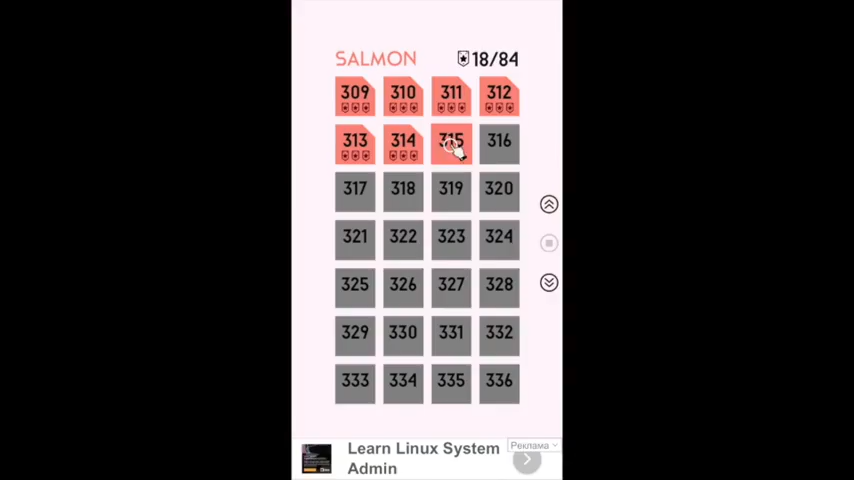 SALMON 18/84
309 310 311 312
313 314 315 316
317 318 319 320
321 322 323 324
325 326 327 328
329 330 331 332
333 334 335 336
Реклама
Learn Linux System
Admin